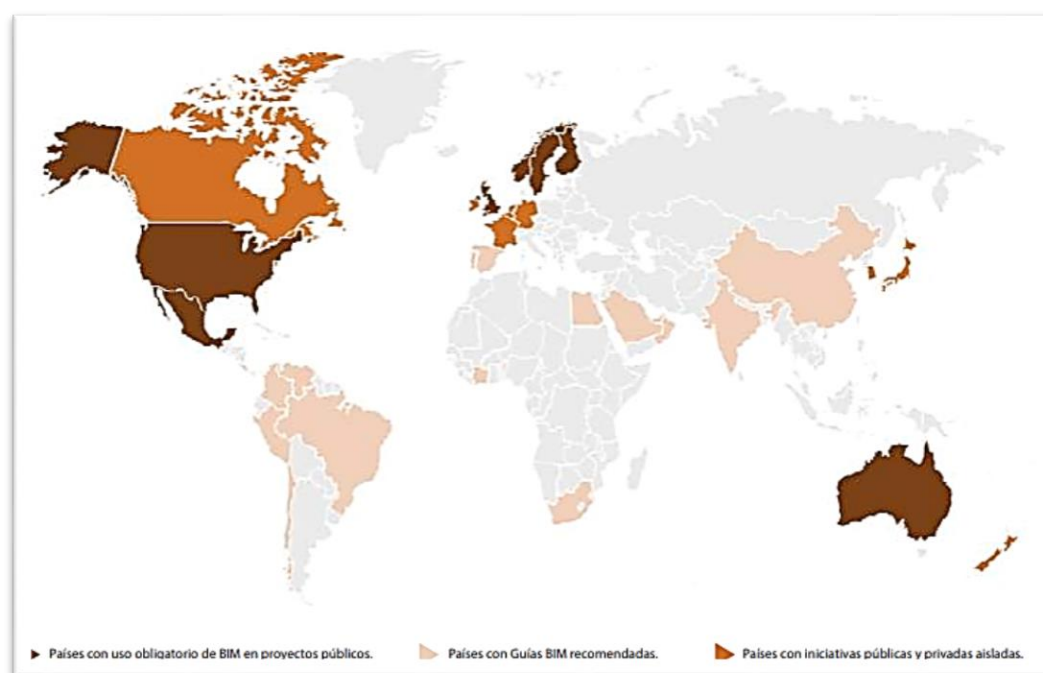 Países con uso obligatorio de BIM en proyectos públicos.
Países con Guías BIM recomendadas.
Países con iniciativas públicas y privadas aisladas.